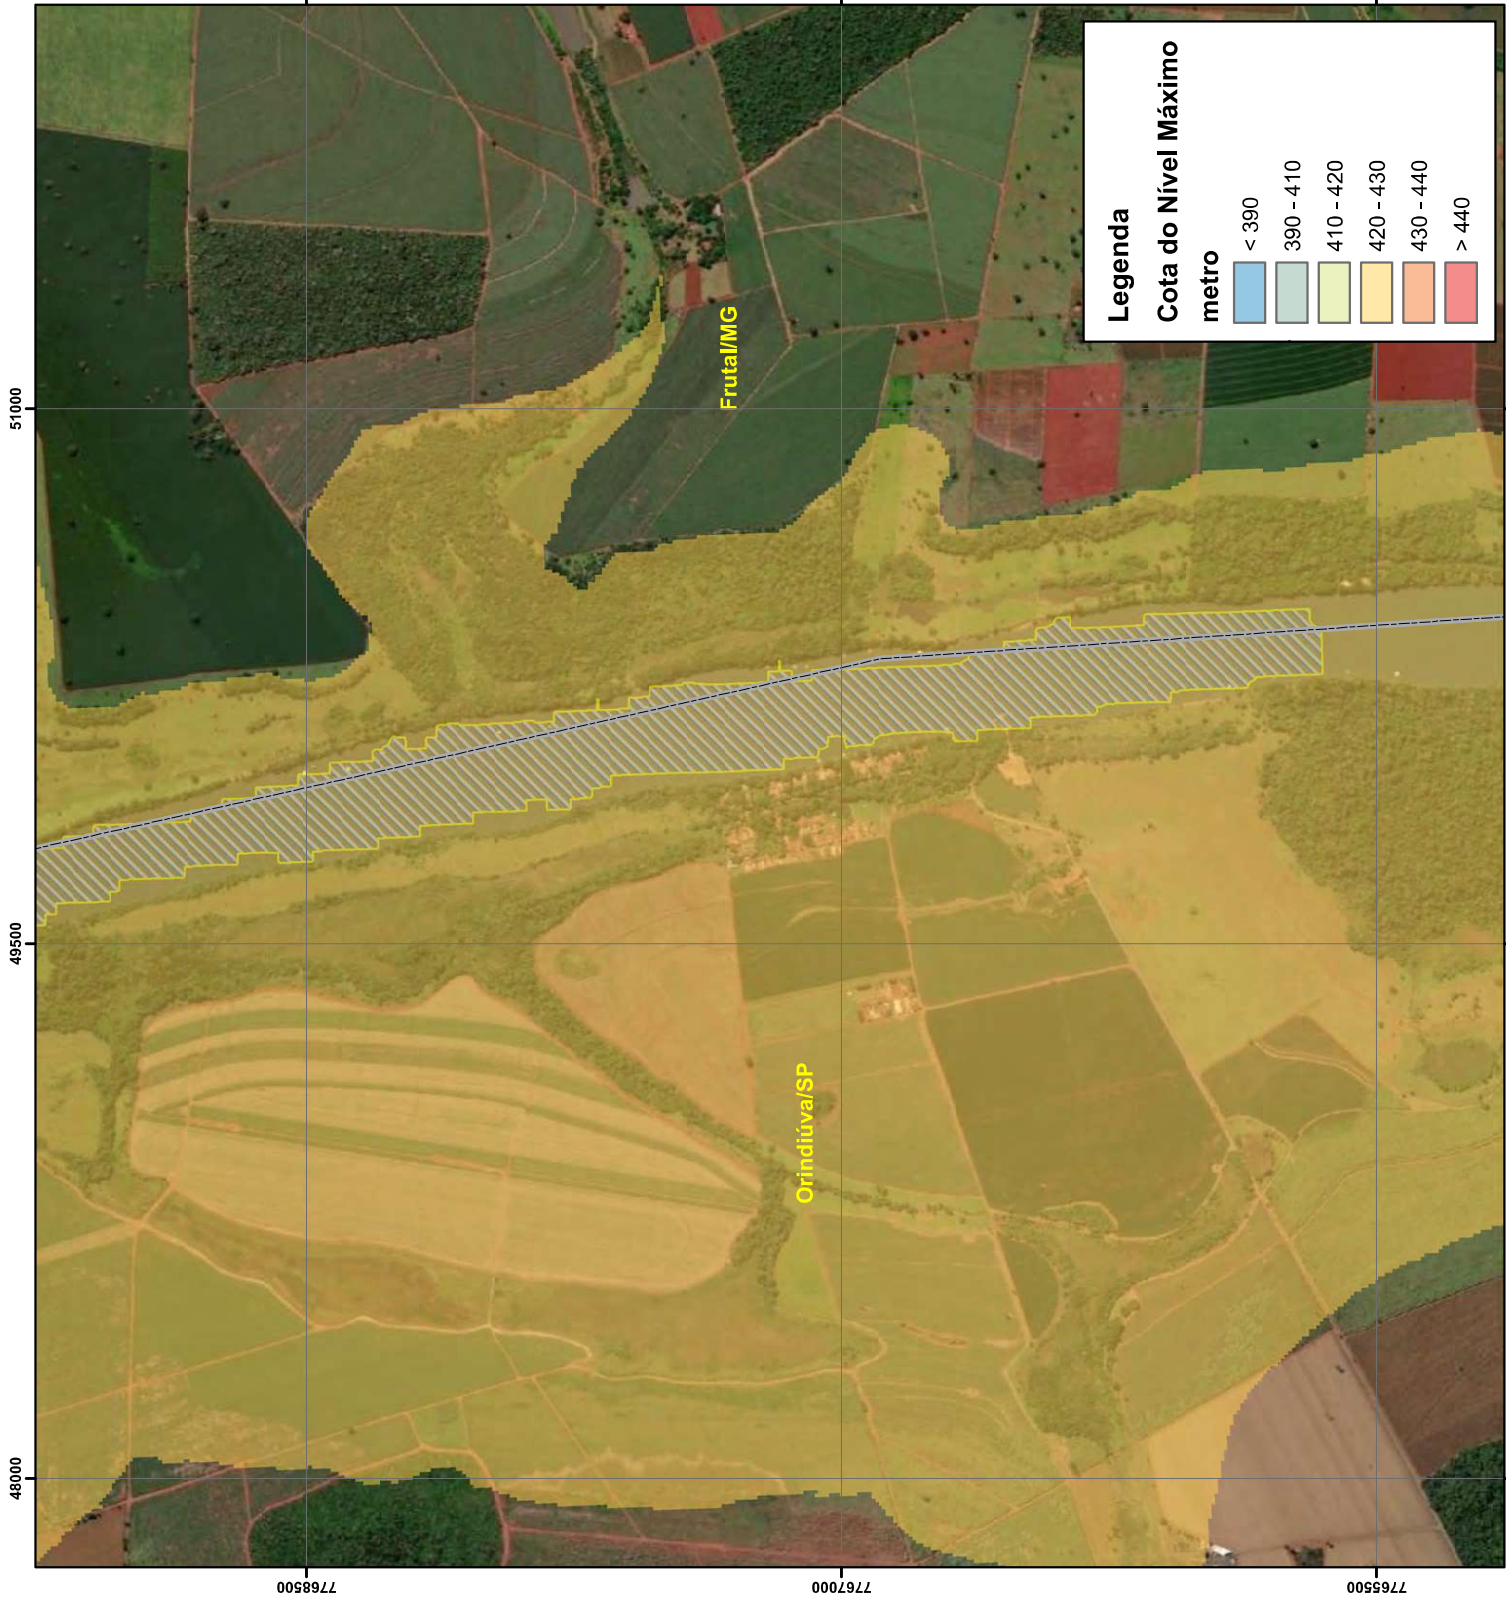 Legenda
Cota do Nível Máximo
metro
< 390
390 - 410
410 - 420
420 - 430
430 - 440
> 440
Frutal/MG
Orindiúva/SP
51000
49500
48000
7768500
7767000
7765500